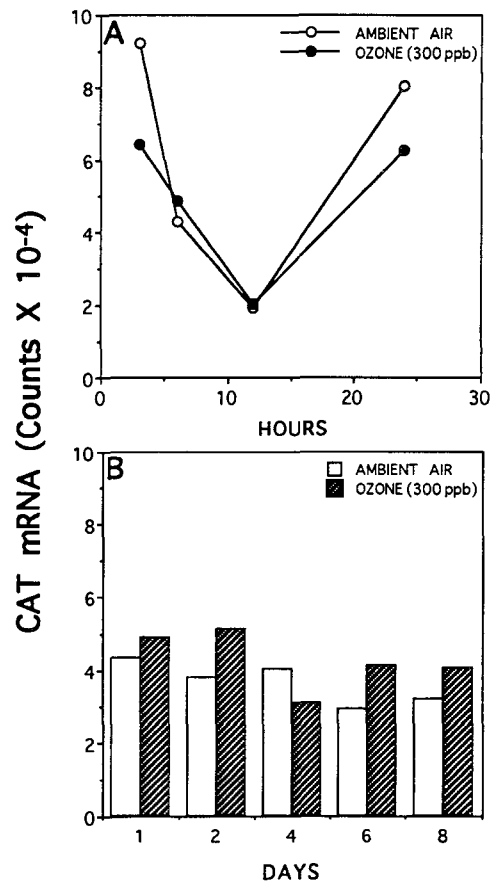 CAT mRNA (Counts X 10⁻⁴)
A
AMBIENT AIR
OZONE (300 ppb)
10
8
6
4
2
0
0 10 20 30
HOURS
B
AMBIENT AIR
OZONE (300 ppb)
10
8
6
4
2
0
1 2 4 6 8
DAYS